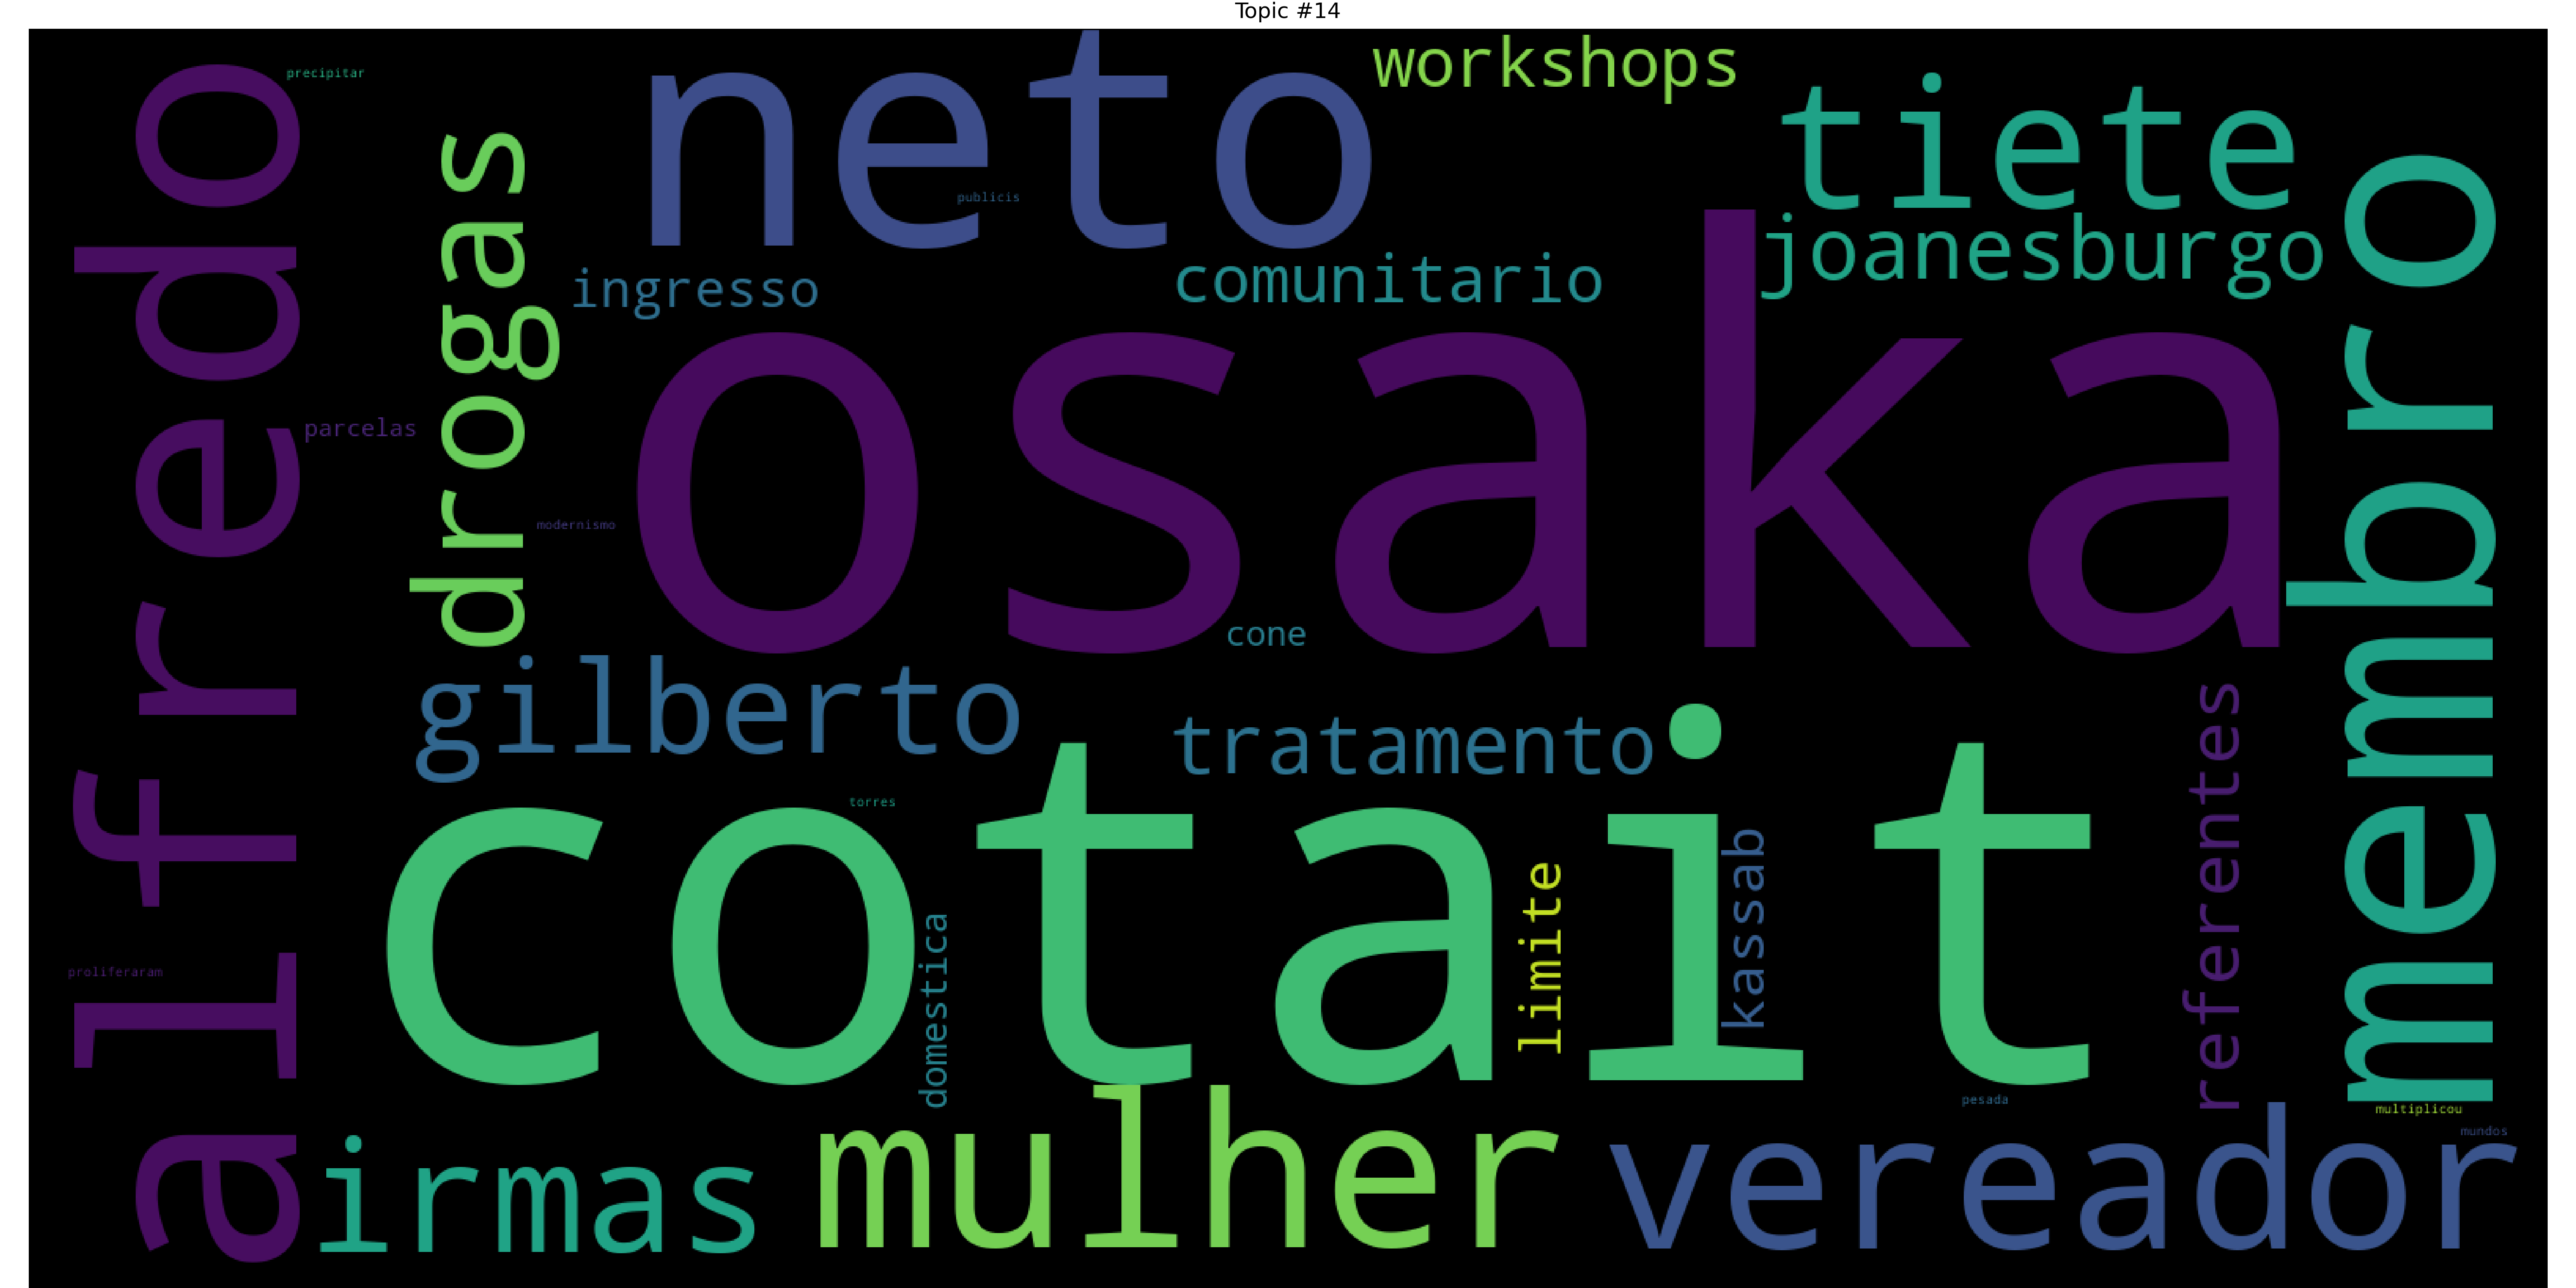 Topic #14
precipitar
neto
workshops
tiete
alfredo
drogas
publicis
joanesburgo
membro
ingresso
comunitario
osaka
parcelas
modernismo
cone
gilberto
tratamento
referentes
cotait
torres
kassab
limite
domestica
proliferaram
pesada
multiplicou
mundos
irmas
mulher
vereador